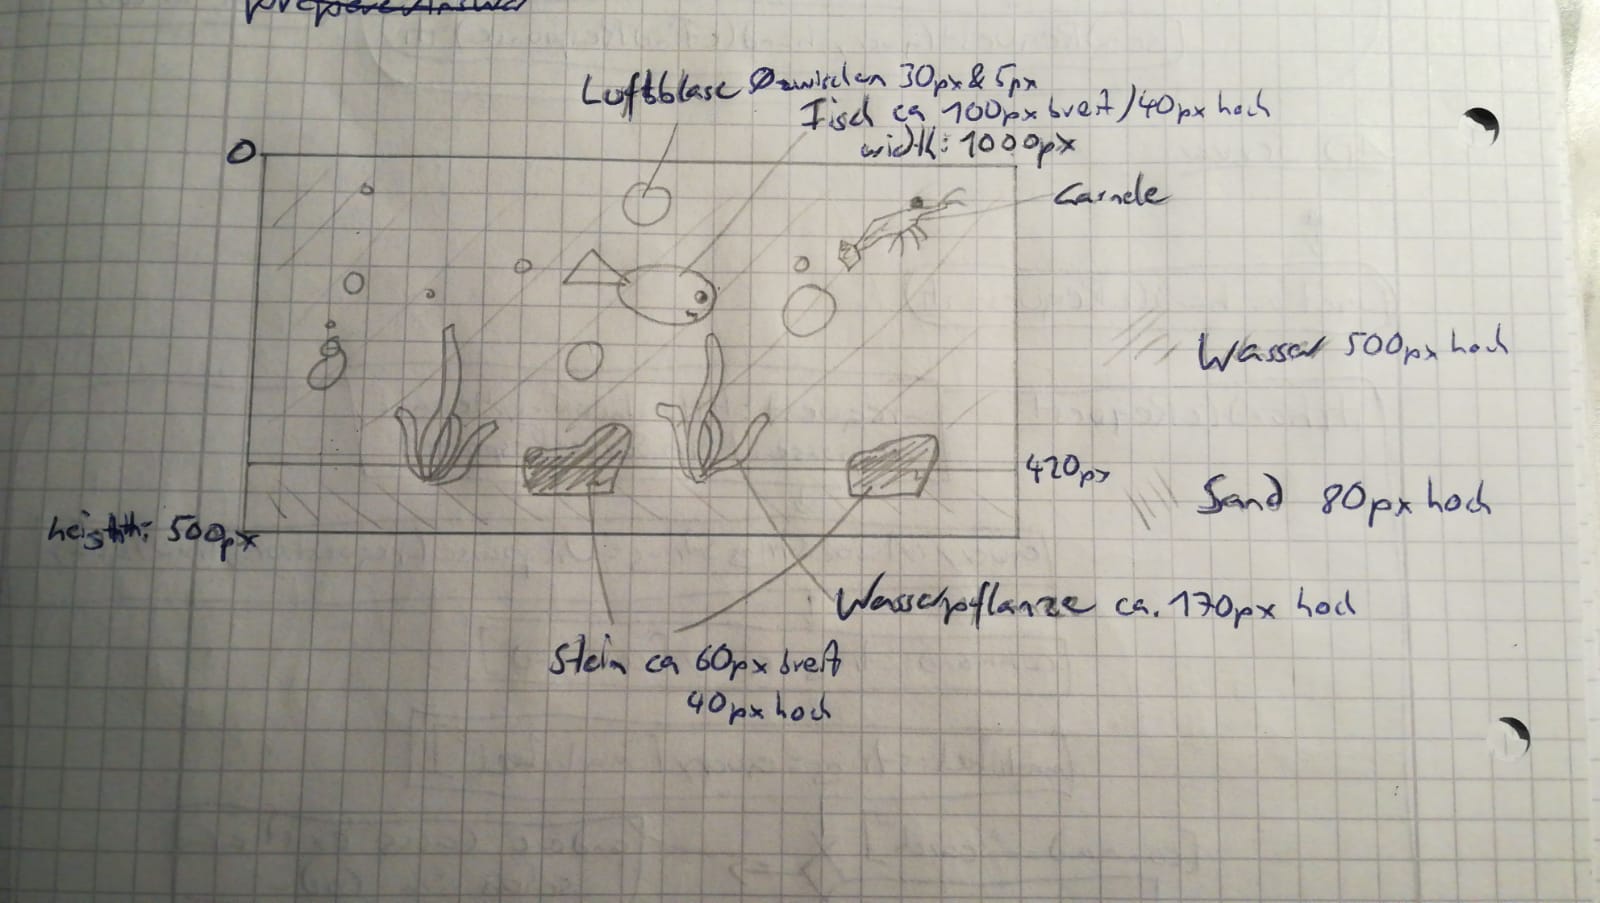 prepareAnswer
Luftblase Ø zwischen 30px & 5px
Fisch ca 100px breit / 40px hoch
width: 1000px
0
Garnele
Wasser 500px hoch
420px
Sand 80px hoch
height: 500px
Wasserpflanze ca. 170px hoch
Stein ca 60px breit
40px hoch